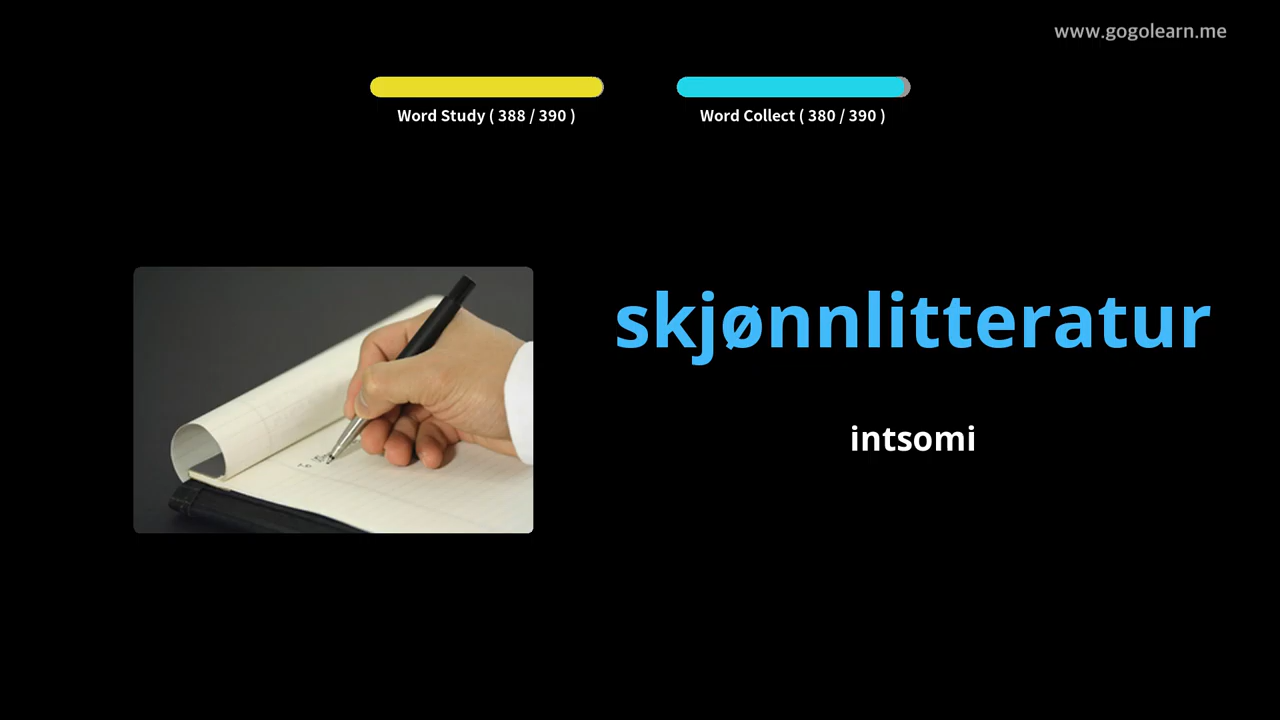 www.gogolearn.me
Word Study ( 388 / 390 )
Word Collect ( 380 / 390 )
skjønnlitteratur
intsomi